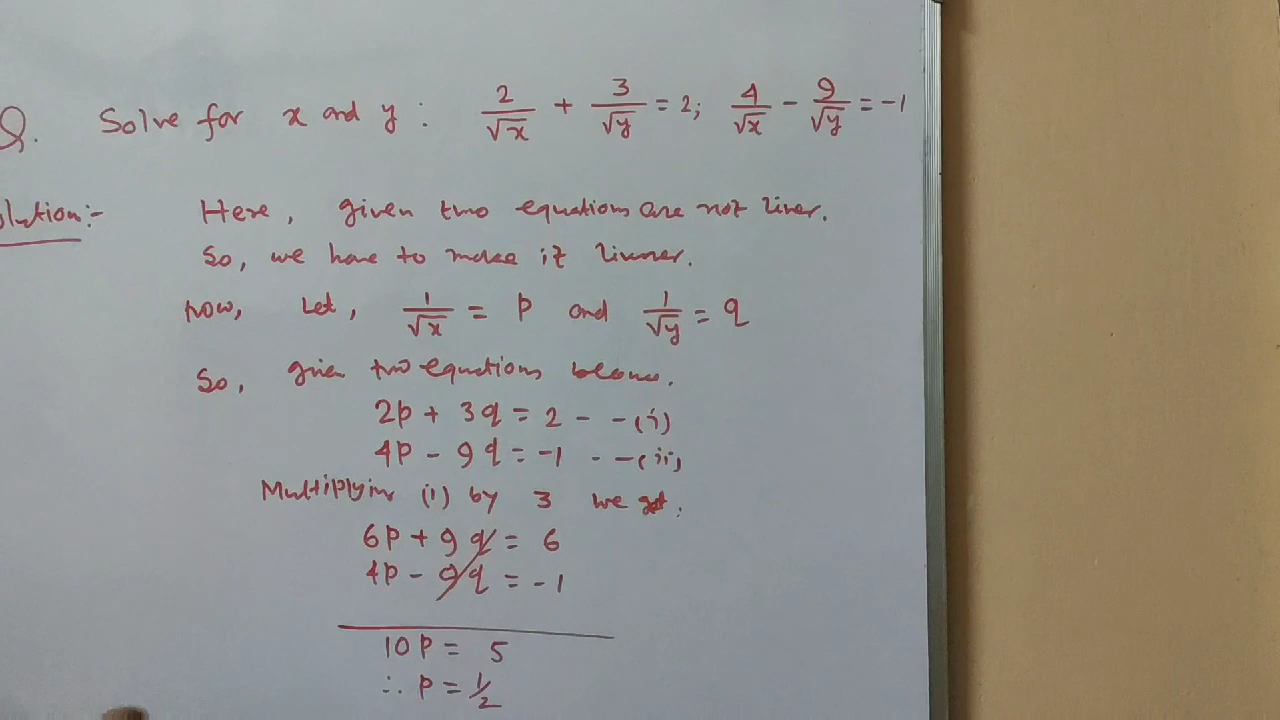 Q. Solve for x and y : 2/√x + 3/√y = 2; 4/√x - 9/√y = -1
olution:- Here, given two equations are not liner.
So, we have to make it linner.
now, Let, 1/√x = p and 1/√y = q
So, given two equations become.
2p + 3q = 2 - -(i)
4p - 9q = -1 - -(ii)
Multiplying (i) by 3 we get.
6p + 9q = 6
4p - 9q = -1
10p = 5
∴ p = 1/2